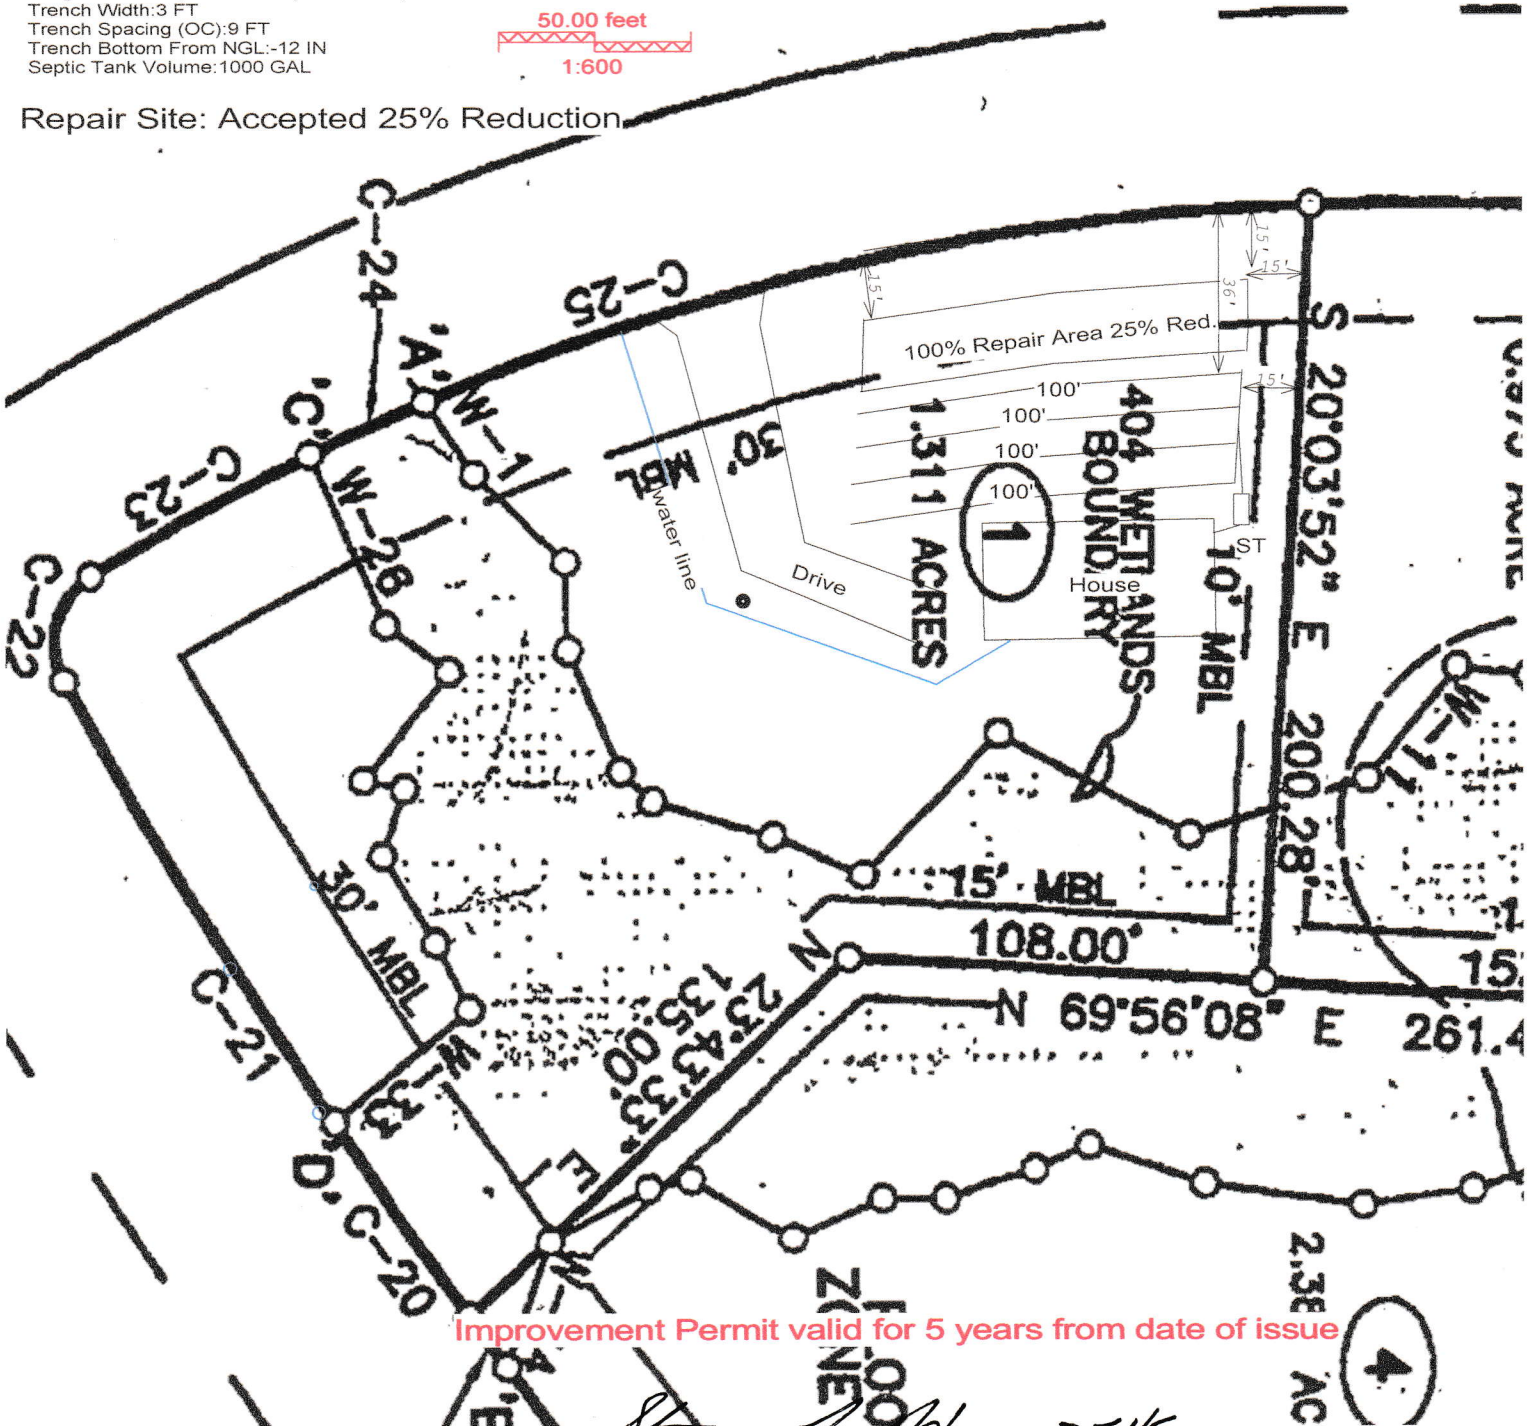 Trench Width:3 FT
Trench Spacing (OC):9 FT
Trench Bottom From NGL:-12 IN
Septic Tank Volume:1000 GAL
50.00 feet
1:600
Repair Site: Accepted 25% Reduction
C-24
C-25
'A'
W-1
'C'
C-23
W-26
C-22
30'
MBL
water line
Drive
15'
15'
15'
36'
100% Repair Area 25% Red.
15'
100'
100'
100'
100'
1
1.311 ACRES
404 WETLANDS
BOUNDRY
House
ST
10' MBL
S 20°03'52" E 200.28'
W-11
30' MBL
15' MBL
108.00'
N 69°56'08" E 261.4
15
N 23°43'33" E
135.00'
C-21
W-33
D.
C-20
2.38 AC
4
Improvement Permit valid for 5 years from date of issue